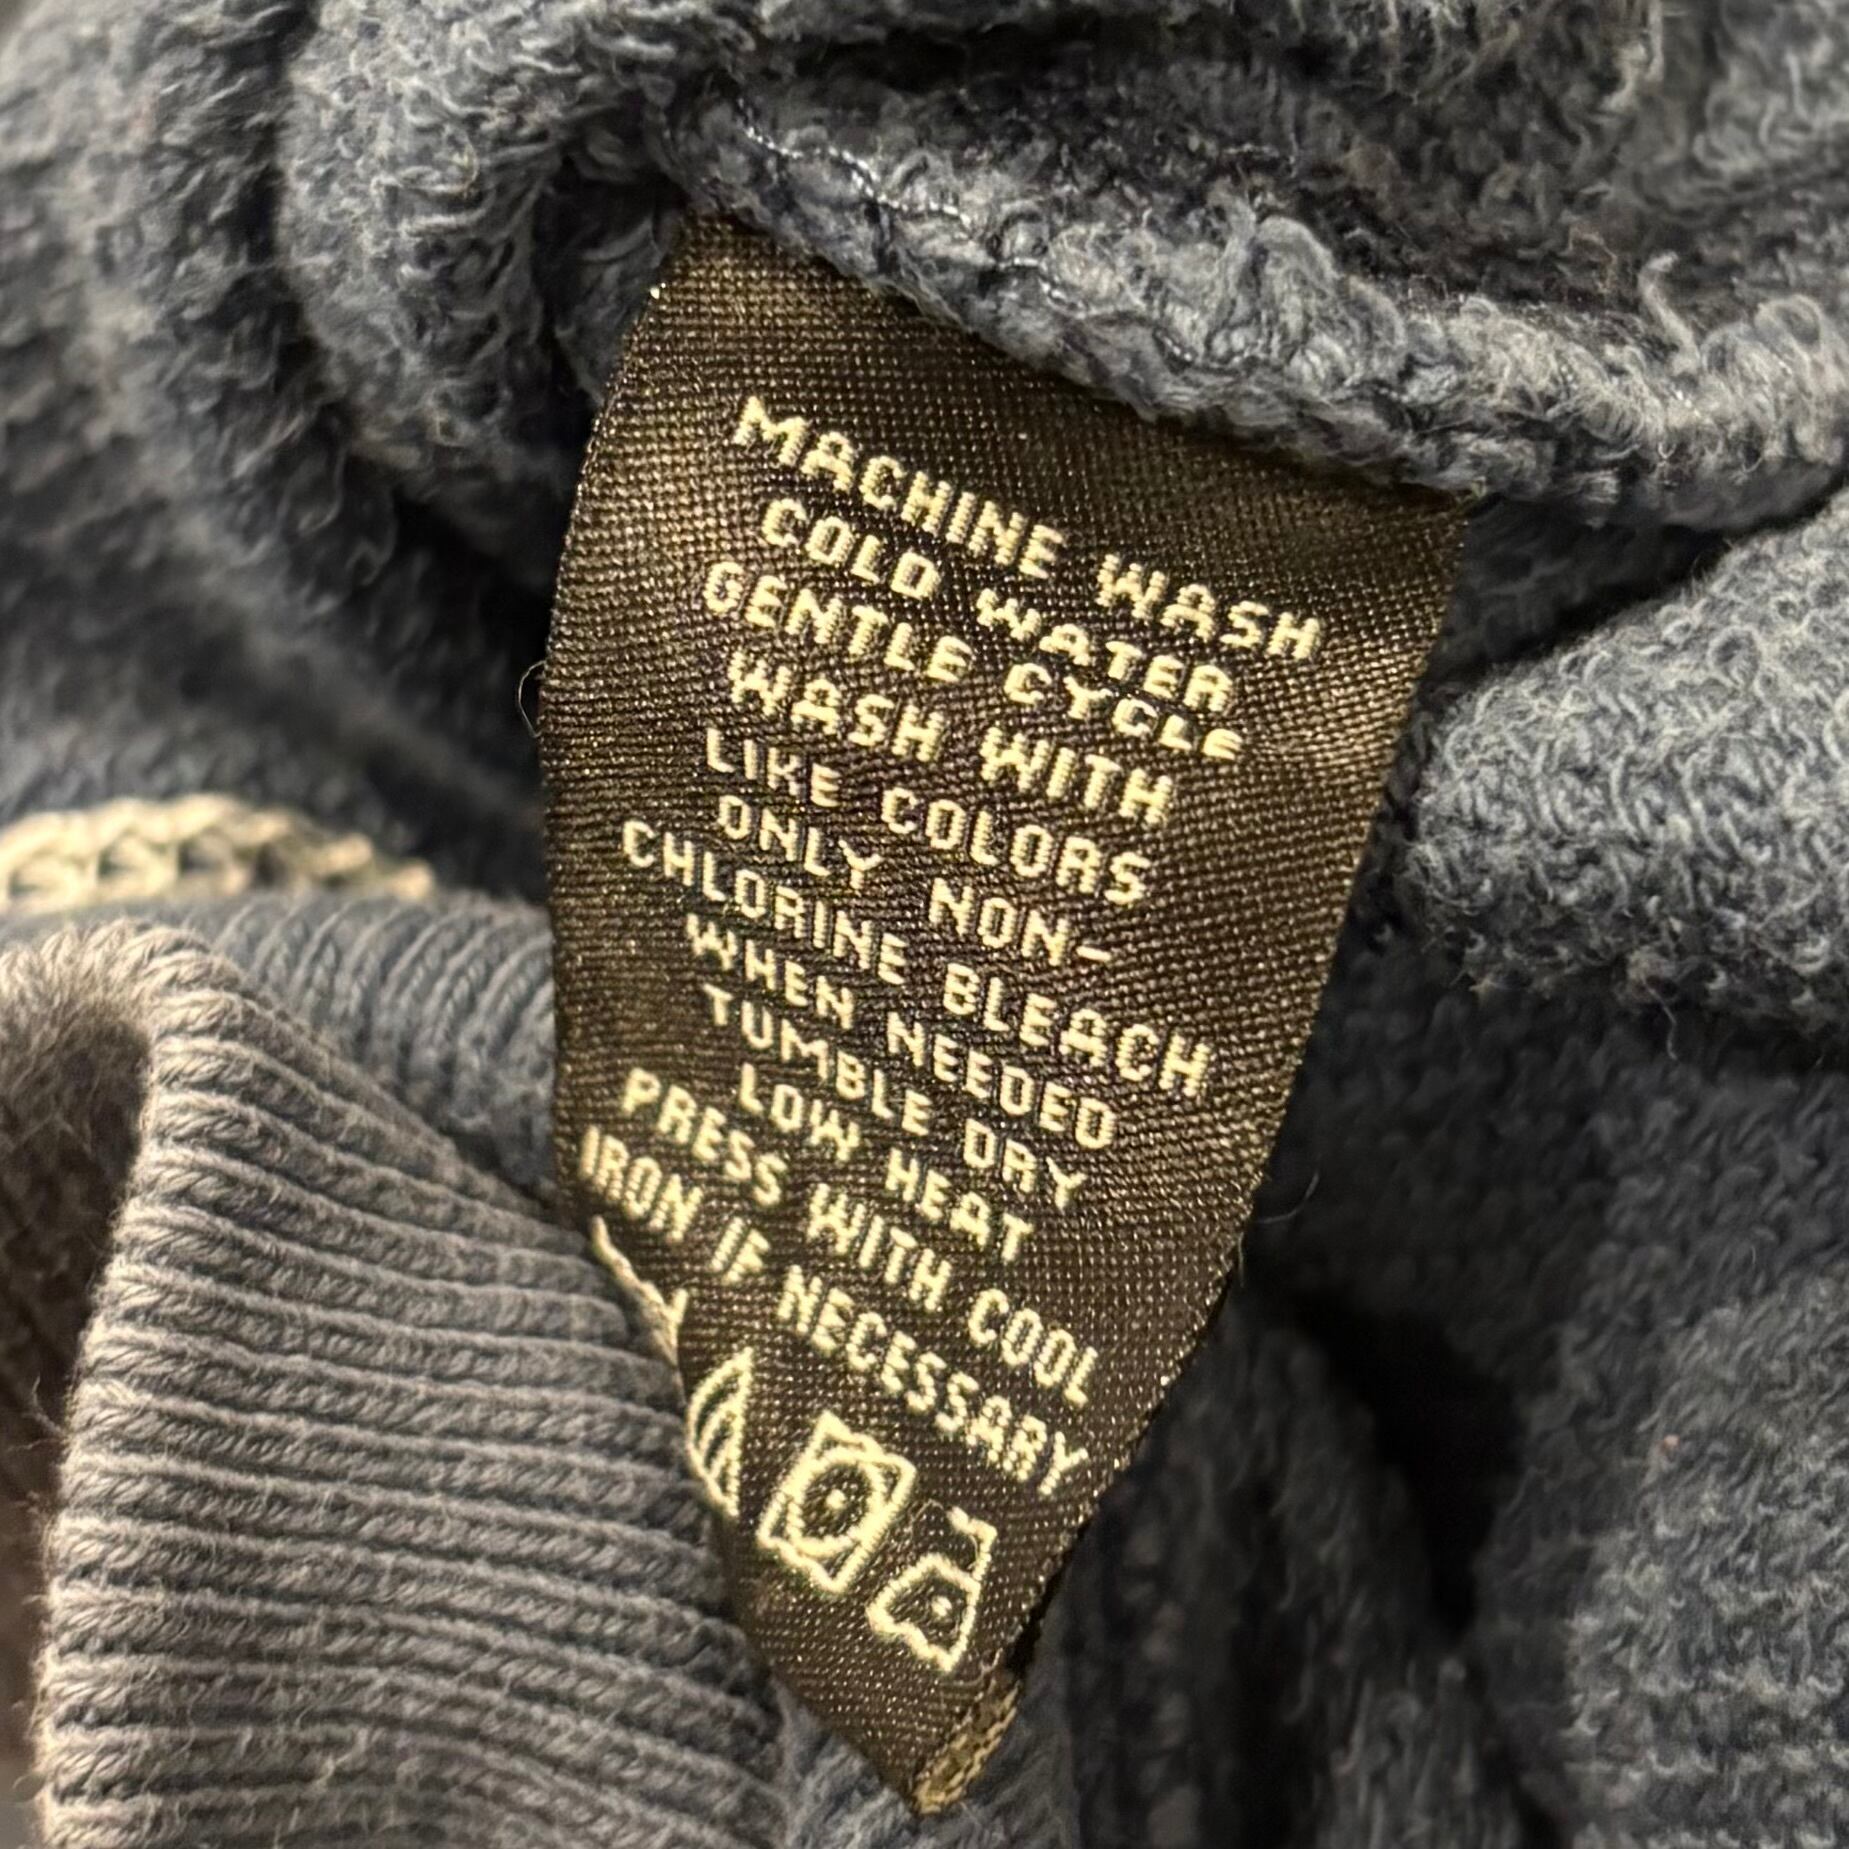 MACHINE WASH
COLD WATER
GENTLE CYCLE
WASH WITH
LIKE COLORS
ONLY NON-
CHLORINE BLEACH
WHEN NEEDED
TUMBLE DRY
LOW HEAT
PRESS WITH COOL
IRON IF NECESSARY